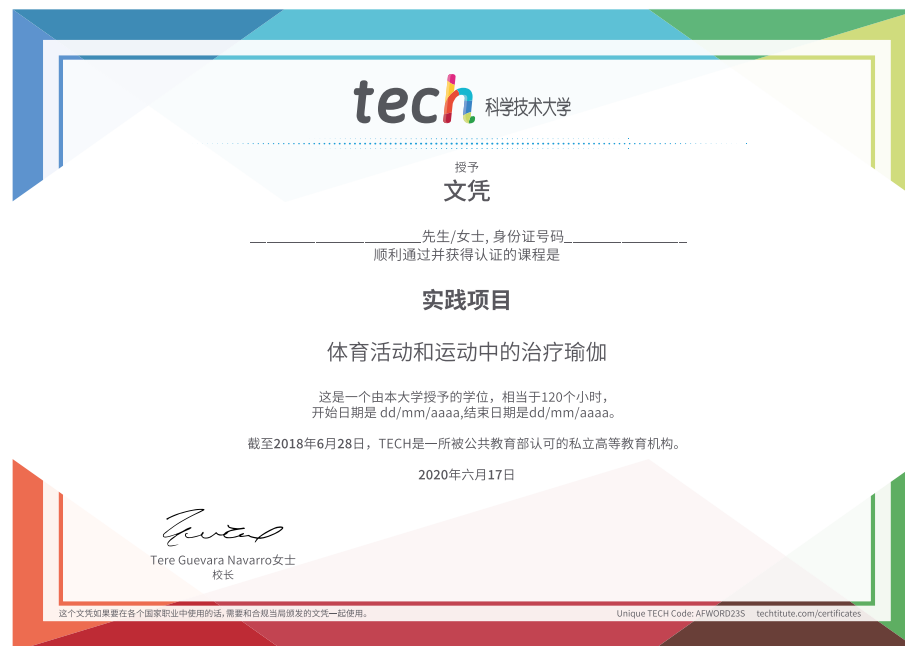 tech 科学技术大学
授予
文凭
________________________先生/女士, 身份证号码_________________
顺利通过并获得认证的课程是
实践项目
体育活动和运动中的治疗瑜伽
这是一个由本大学授予的学位，相当于120个小时，
开始日期是 dd/mm/aaaa,结束日期是dd/mm/aaaa。
截至2018年6月28日，TECH是一所被公共教育部认可的私立高等教育机构。
2020年六月17日
Tere Guevara Navarro女士
校长
这个文凭如果要在各个国家职业中使用的话,需要和合规当局颁发的文凭一起使用。
Unique TECH Code: AFWORD23S techtitute.com/certificates